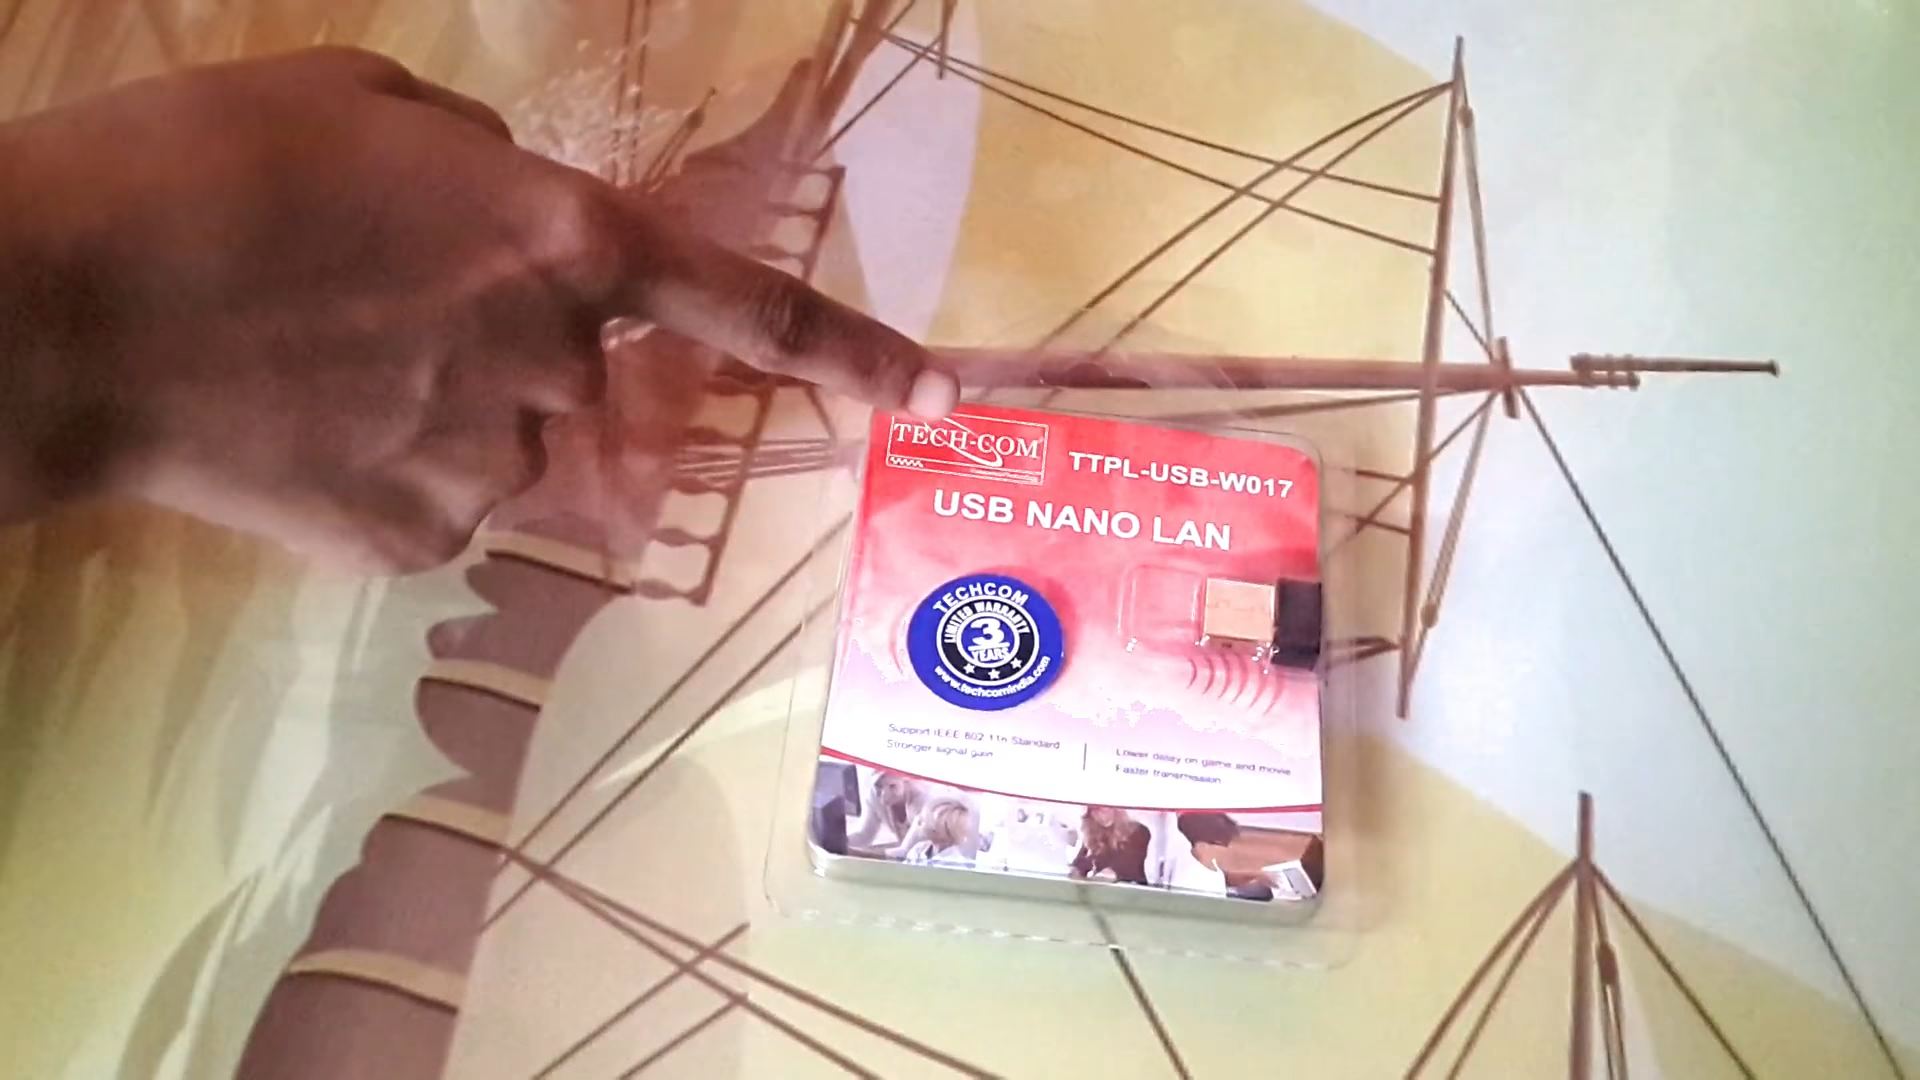 TECH-COM
TTPL-USB-W017
USB NANO LAN
TECHCOM
LIMITED WARRANTY
3
YEARS
www.techcomindia.com
Support IEEE 802.11n Standard
Stronger signal gain
Lower delay on game and movie
Faster transmission